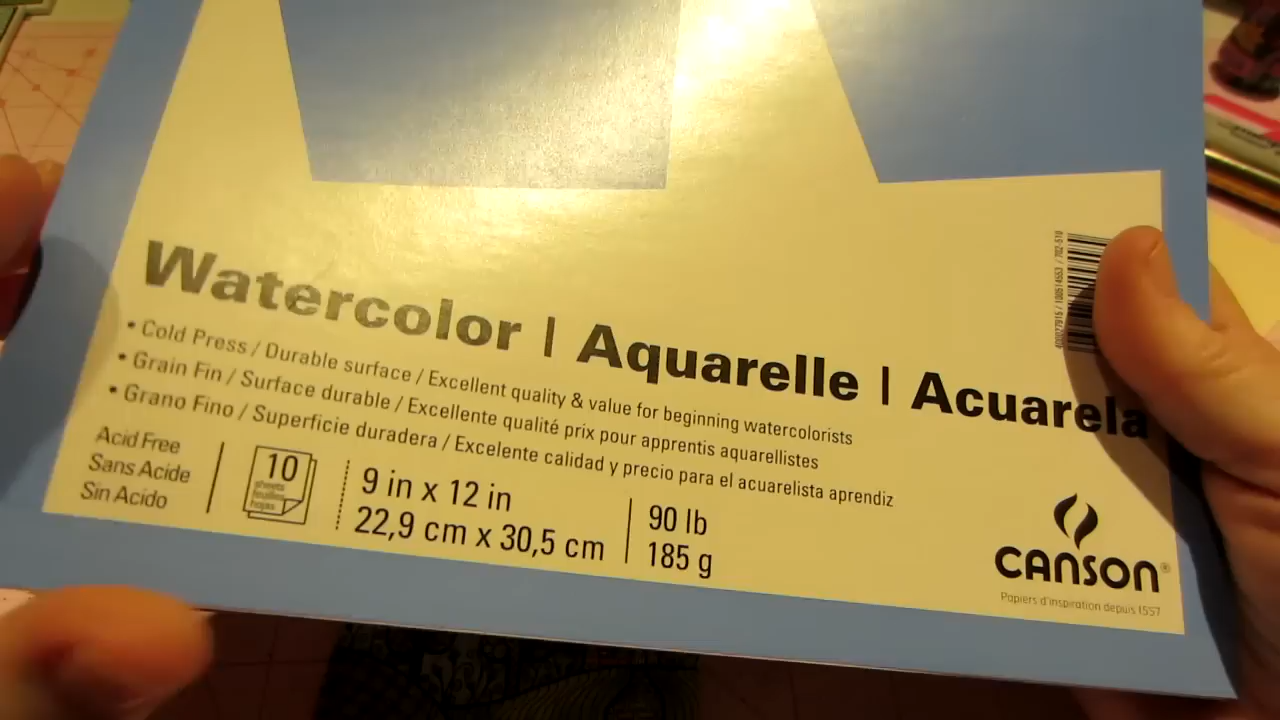 Watercolor | Aquarelle | Acuarela
• Cold Press / Durable surface / Excellent quality & value for beginning watercolorists
• Grain Fin / Surface durable / Excellente qualité prix pour apprentis aquarellistes
• Grano Fino / Superficie duradera / Excelente calidad y precio para el acuarelista aprendiz
Acid Free
Sans Acide
Sin Acido
10
sheets
feuilles
hojas
9 in x 12 in
22,9 cm x 30,5 cm
90 lb
185 g
CANSON®
Papiers d'inspiration depuis 1557